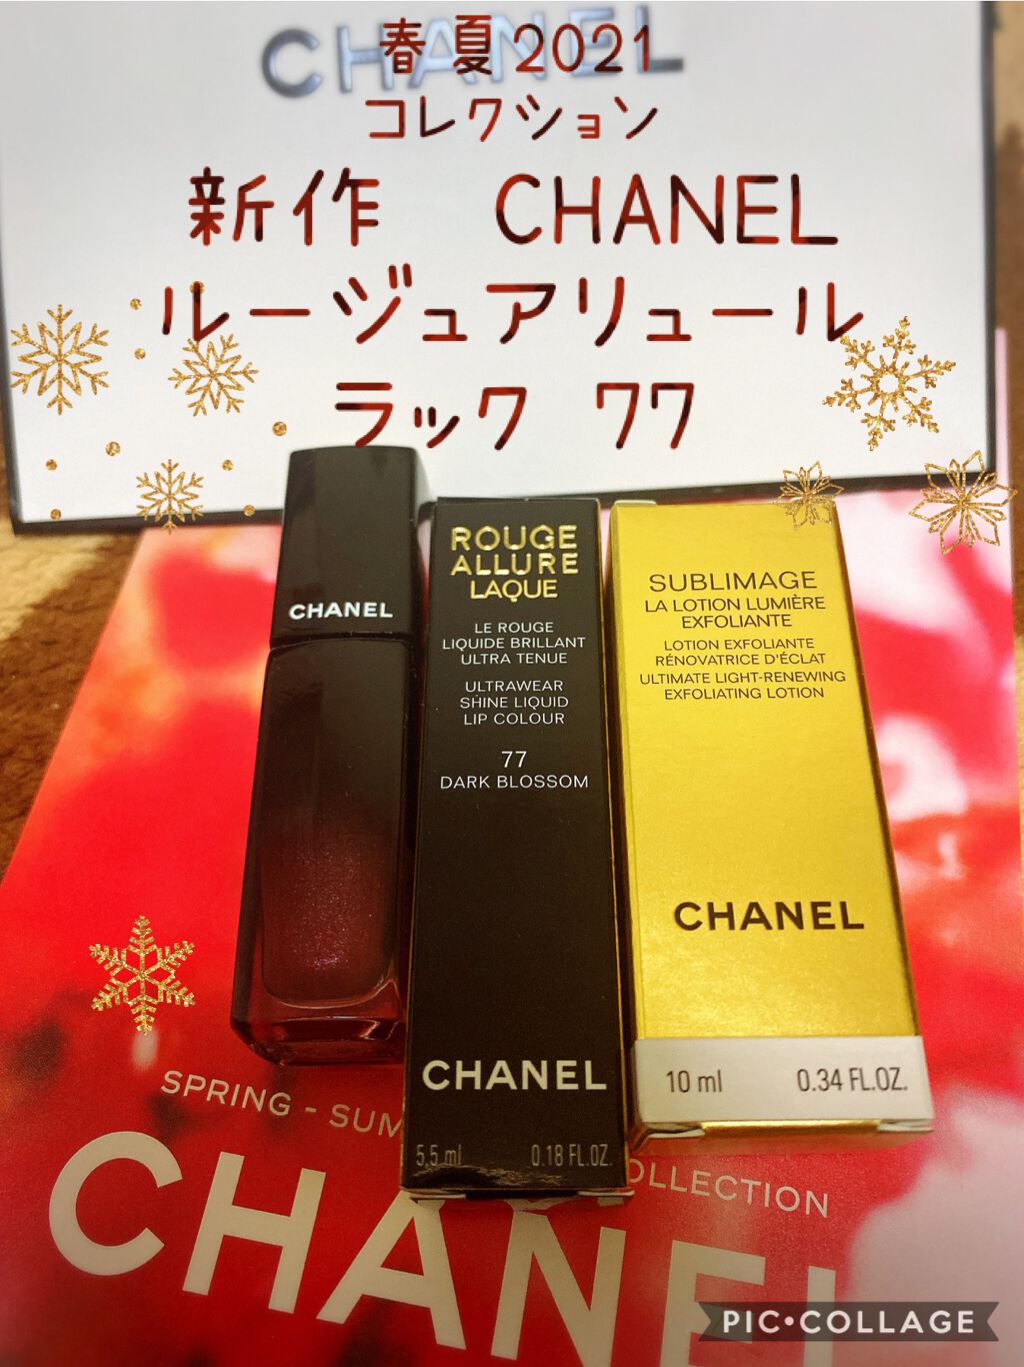 CHANEL
春夏2021
コレクション
新作 CHANEL
ルージュアリュール
ラック 77
CHANEL
ROUGE
ALLURE
LAQUE
LE ROUGE
LIQUIDE BRILLANT
ULTRA TENUE
ULTRAWEAR
SHINE LIQUID
LIP COLOUR
77
DARK BLOSSOM
CHANEL
5,5 ml 0.18 FL.OZ.
SUBLIMAGE
LA LOTION LUMIÈRE
EXFOLIANTE
LOTION EXFOLIANTE
RÉNOVATRICE D'ÉCLAT
ULTIMATE LIGHT-RENEWING
EXFOLIATING LOTION
CHANEL
10 ml 0.34 FL.OZ.
SPRING - SUM OLLECTION
CHANEL
PIC•COLLAGE